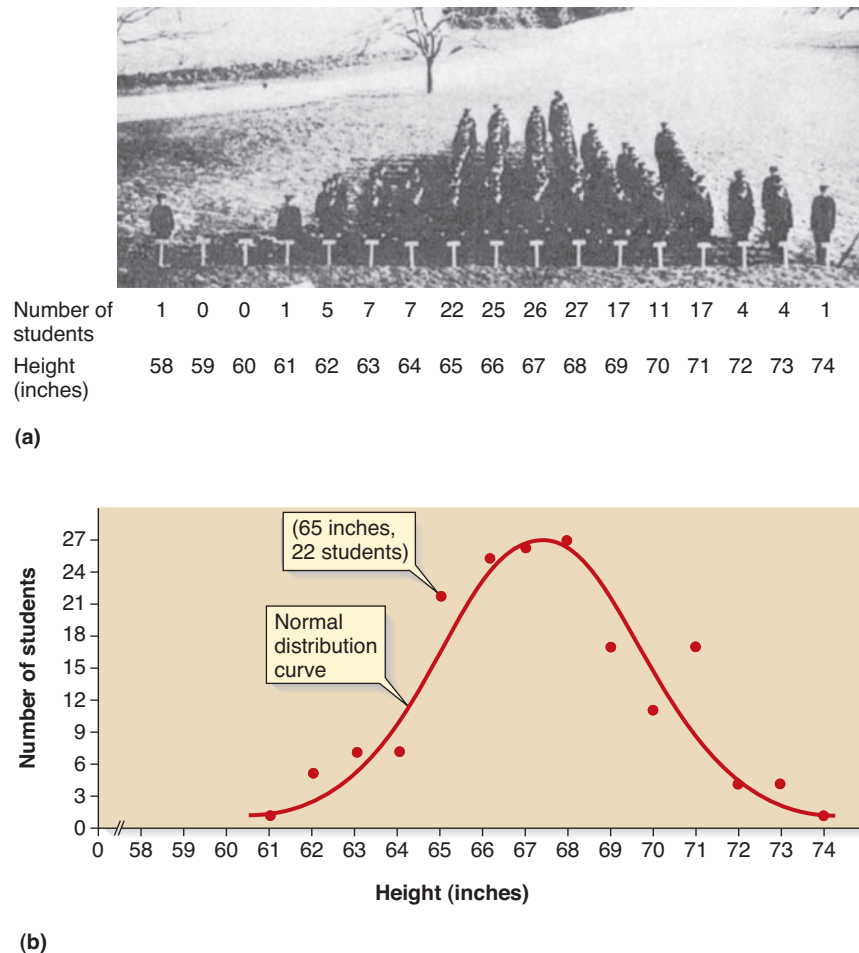 Number of students 1 0 0 1 5 7 7 22 25 26 27 17 11 17 4 4 1
Height (inches) 58 59 60 61 62 63 64 65 66 67 68 69 70 71 72 73 74
(a)
Number of students
27
24
21
18
15
12
9
6
3
0
(65 inches,
22 students)
Normal
distribution
curve
0 58 59 60 61 62 63 64 65 66 67 68 69 70 71 72 73 74
Height (inches)
(b)